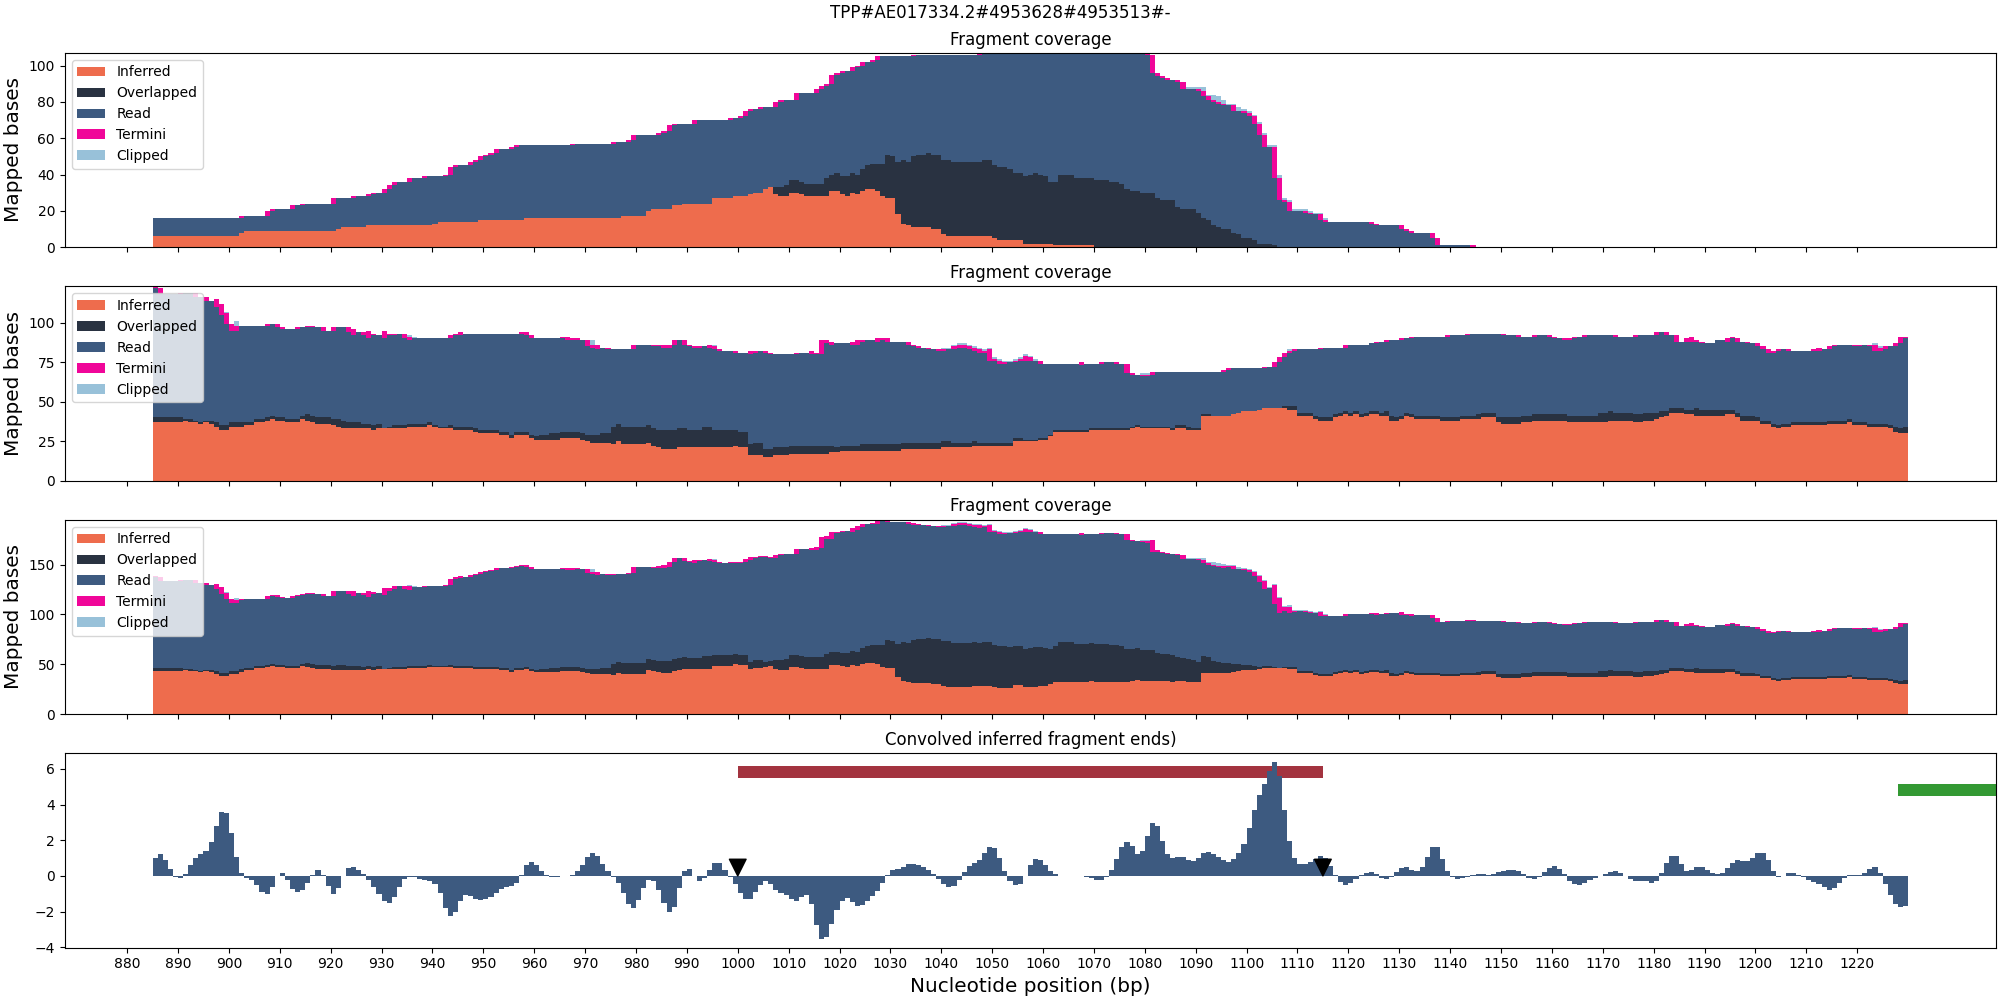 TPP#AE017334.2#4953628#4953513#-
Fragment coverage
Mapped bases
100
80
60
40
20
0
Inferred
Overlapped
Read
Termini
Clipped
Fragment coverage
Mapped bases
100
75
50
25
0
Inferred
Overlapped
Read
Termini
Clipped
Fragment coverage
Mapped bases
150
100
50
0
Inferred
Overlapped
Read
Termini
Clipped
Convolved inferred fragment ends)
6
4
2
0
−2
−4
880 890 900 910 920 930 940 950 960 970 980 990 1000 1010 1020 1030 1040 1050 1060 1070 1080 1090 1100 1110 1120 1130 1140 1150 1160 1170 1180 1190 1200 1210 1220
Nucleotide position (bp)